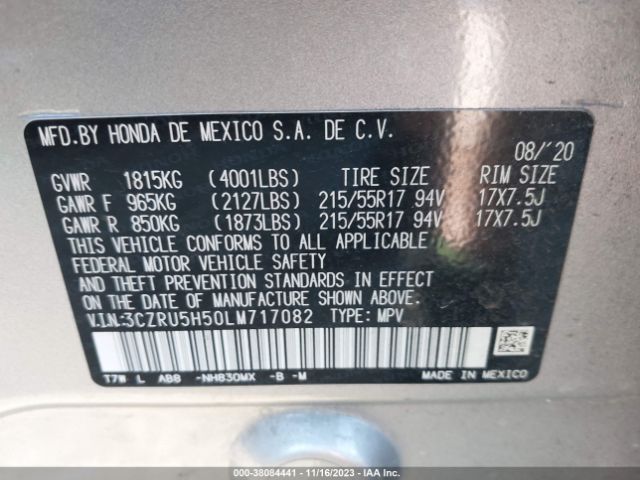 MFD.BY HONDA DE MEXICO S.A. DE C.V.
08/'20
GVWR 1815KG (4001LBS) TIRE SIZE RIM SIZE
GAWR F 965KG (2127LBS) 215/55R17 94V 17X7.5J
GAWR R 850KG (1873LBS) 215/55R17 94V 17X7.5J
THIS VEHICLE CONFORMS TO ALL APPLICABLE
FEDERAL MOTOR VEHICLE SAFETY
AND THEFT PREVENTION STANDARDS IN EFFECT
ON THE DATE OF MANUFACTURE SHOWN ABOVE.
V.I.N.:3CZRU5H50LM717082 TYPE: MPV
T7W L AB8 -NH830MX -B -M MADE IN MEXICO
000-38084441 - 11/16/2023 - IAA Inc.